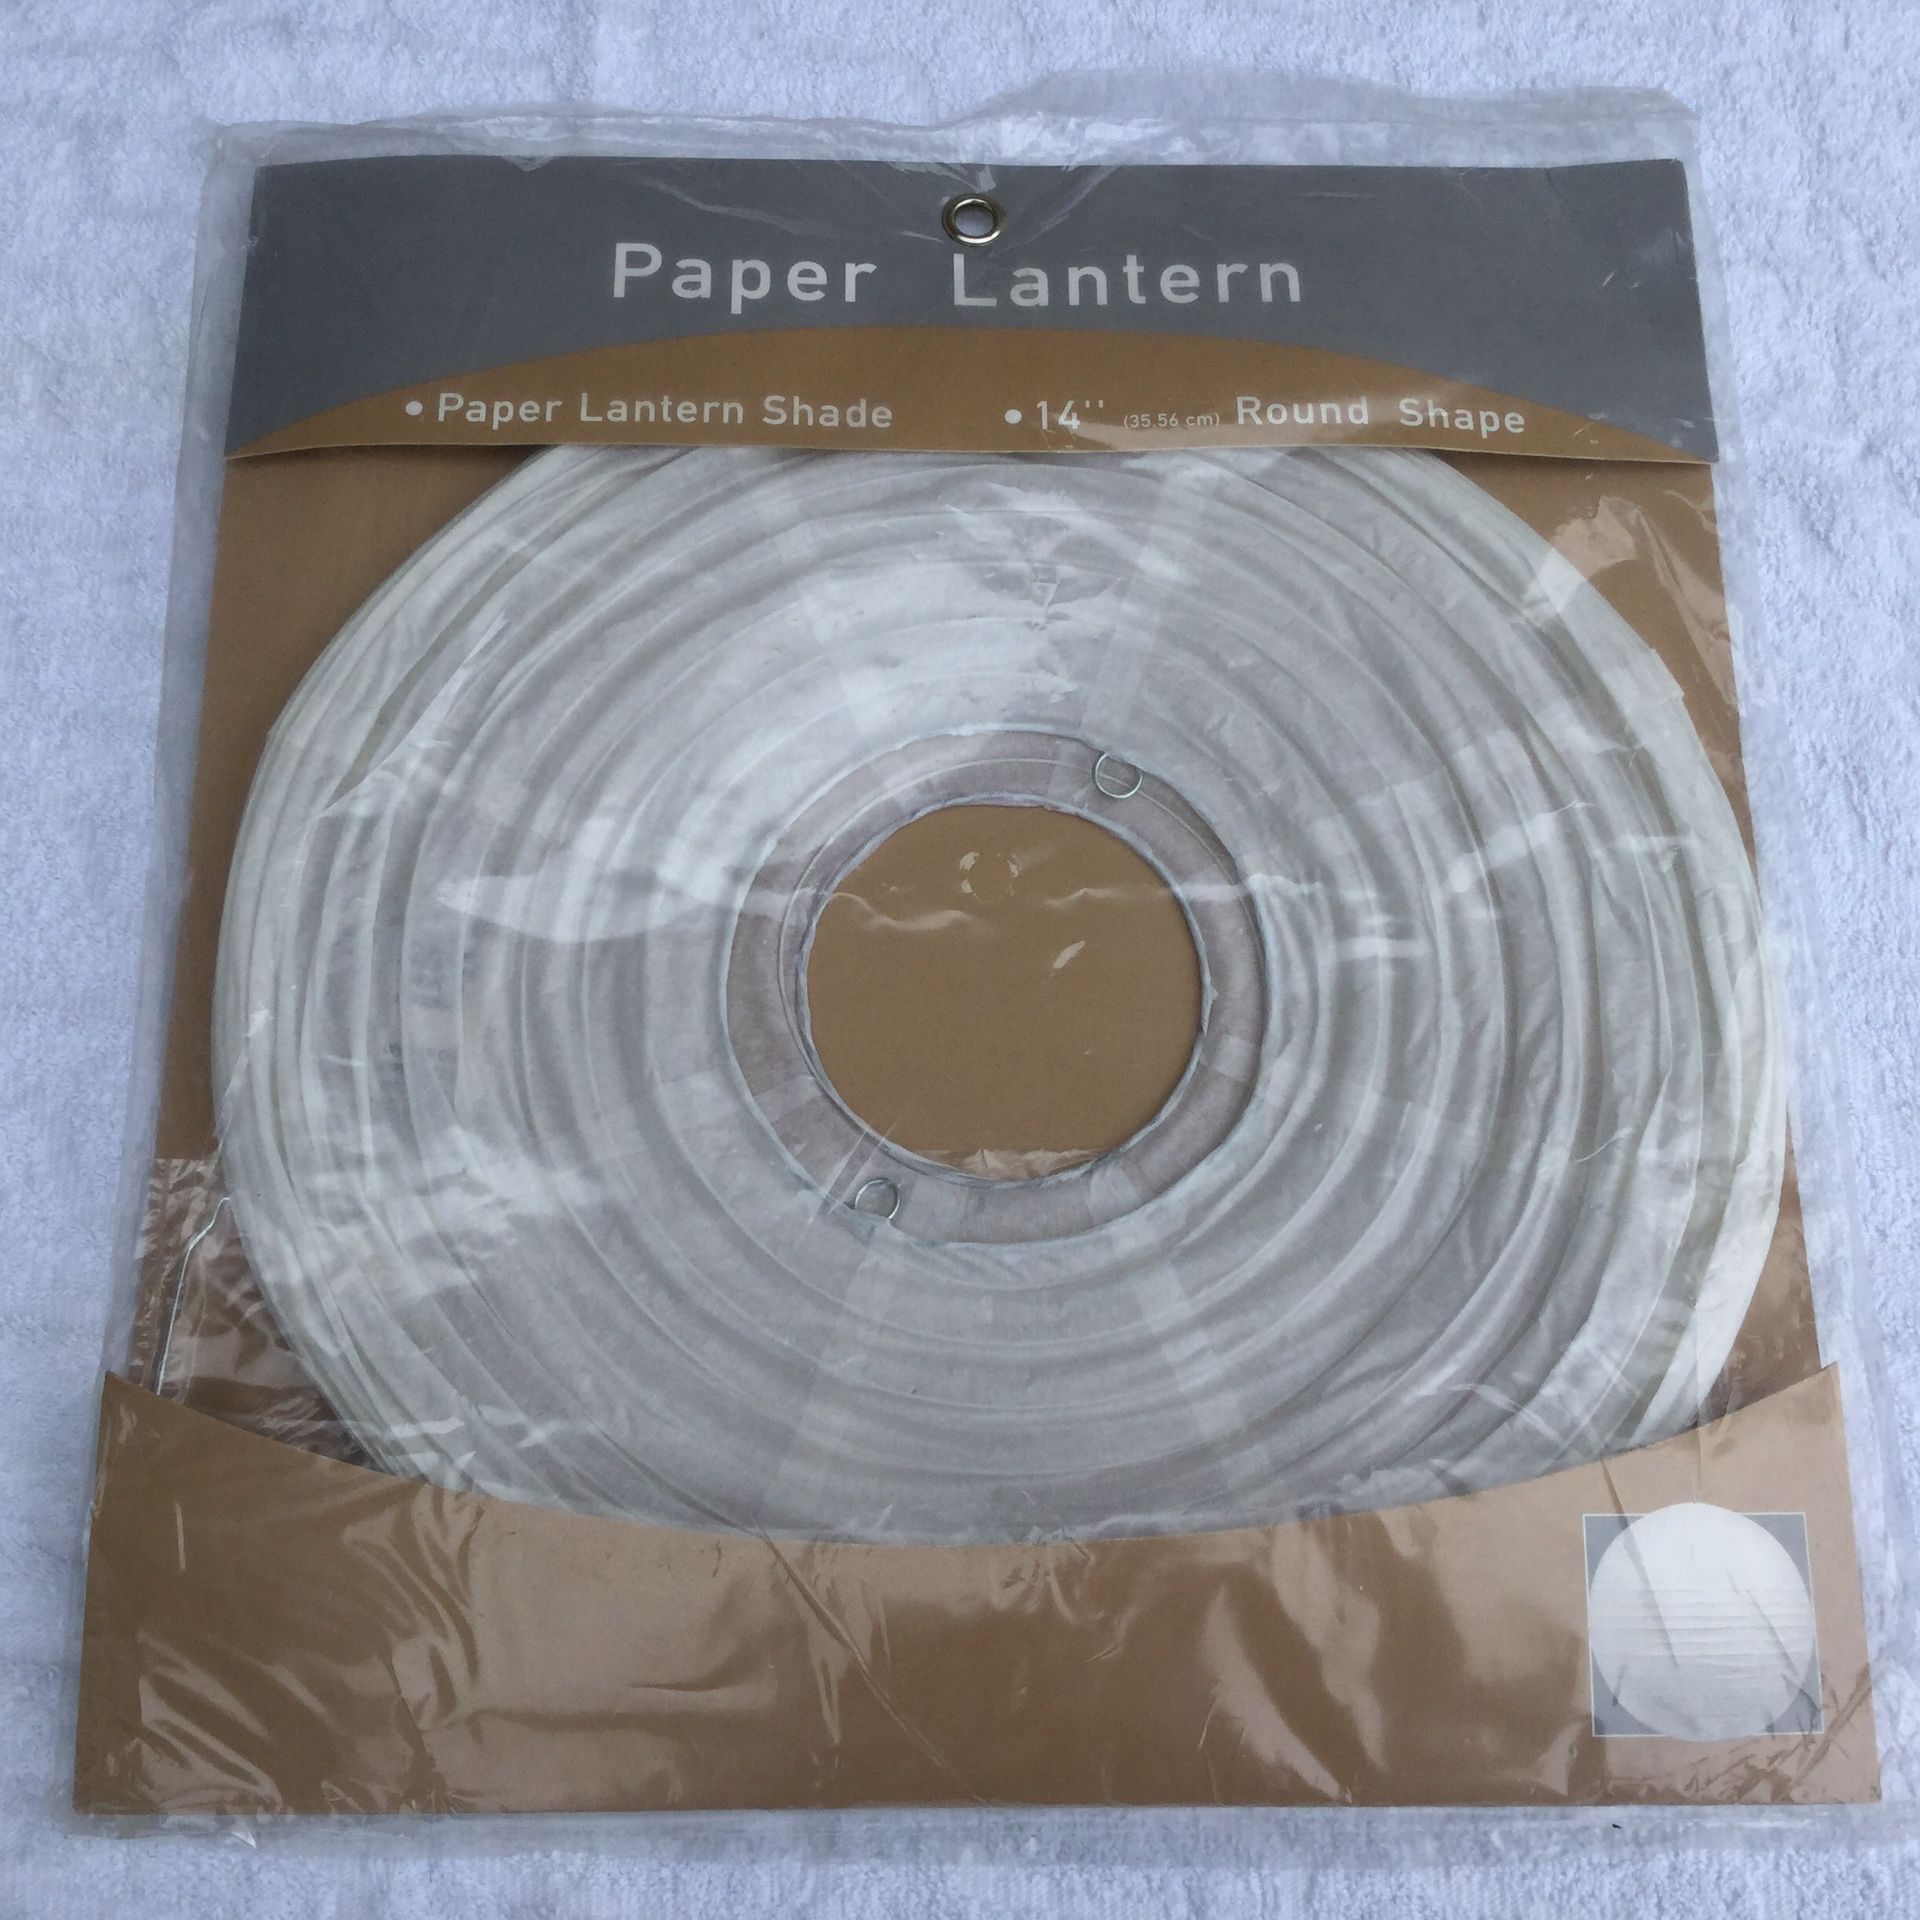 Paper Lantern
• Paper Lantern Shade • 14'' (35.56 cm) Round Shape